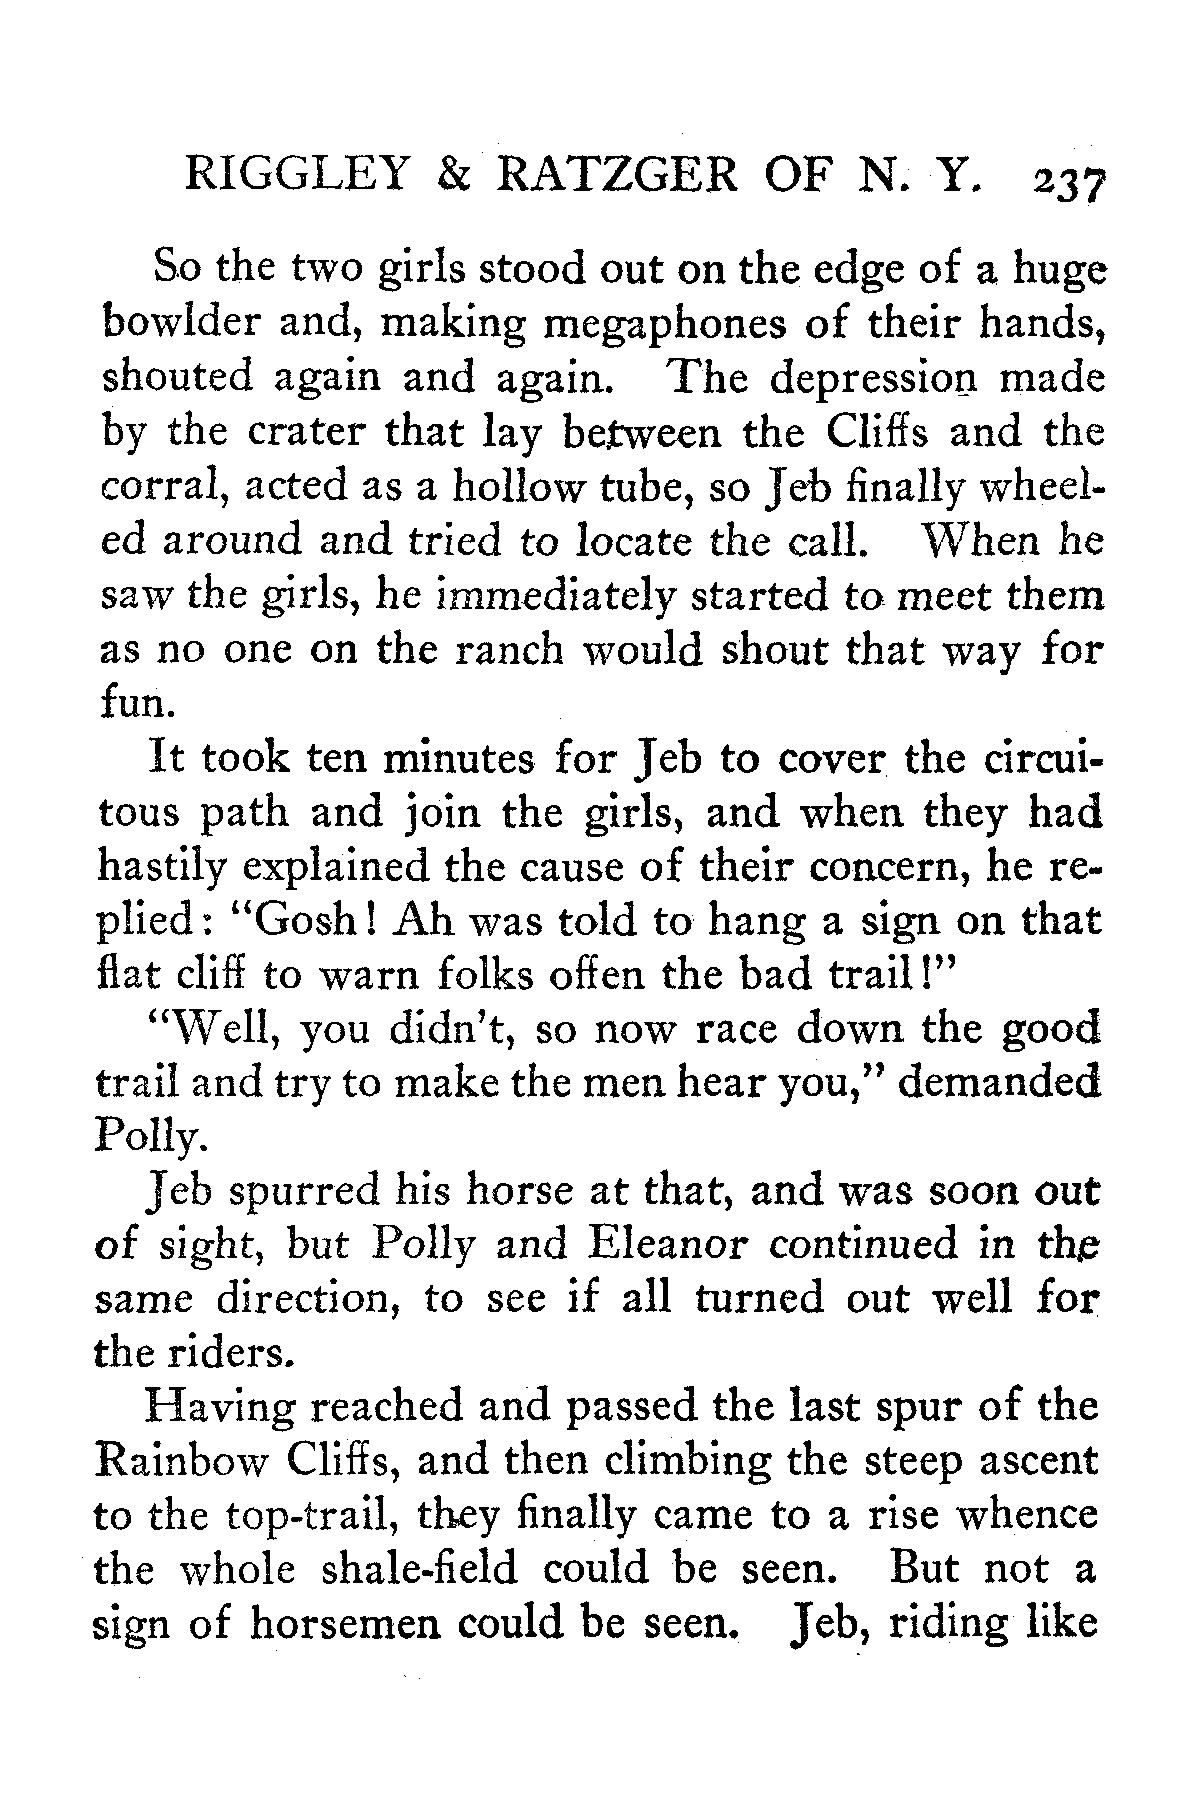 RIGGLEY & RATZGER OF N. Y. 237
So the two girls stood out on the edge of a huge
bowlder and, making megaphones of their hands,
shouted again and again. The depression made
by the crater that lay between the Cliffs and the
corral, acted as a hollow tube, so Jeb finally wheel-
ed around and tried to locate the call. When he
saw the girls, he immediately started to meet them
as no one on the ranch would shout that way for
fun.
It took ten minutes for Jeb to cover the circui-
tous path and join the girls, and when they had
hastily explained the cause of their concern, he re-
plied: “Gosh! Ah was told to hang a sign on that
flat cliff to warn folks offen the bad trail!”
“Well, you didn’t, so now race down the good
trail and try to make the men hear you,” demanded
Polly.
Jeb spurred his horse at that, and was soon out
of sight, but Polly and Eleanor continued in the
same direction, to see if all turned out well for
the riders.
Having reached and passed the last spur of the
Rainbow Cliffs, and then climbing the steep ascent
to the top-trail, they finally came to a rise whence
the whole shale-field could be seen. But not a
sign of horsemen could be seen. Jeb, riding like